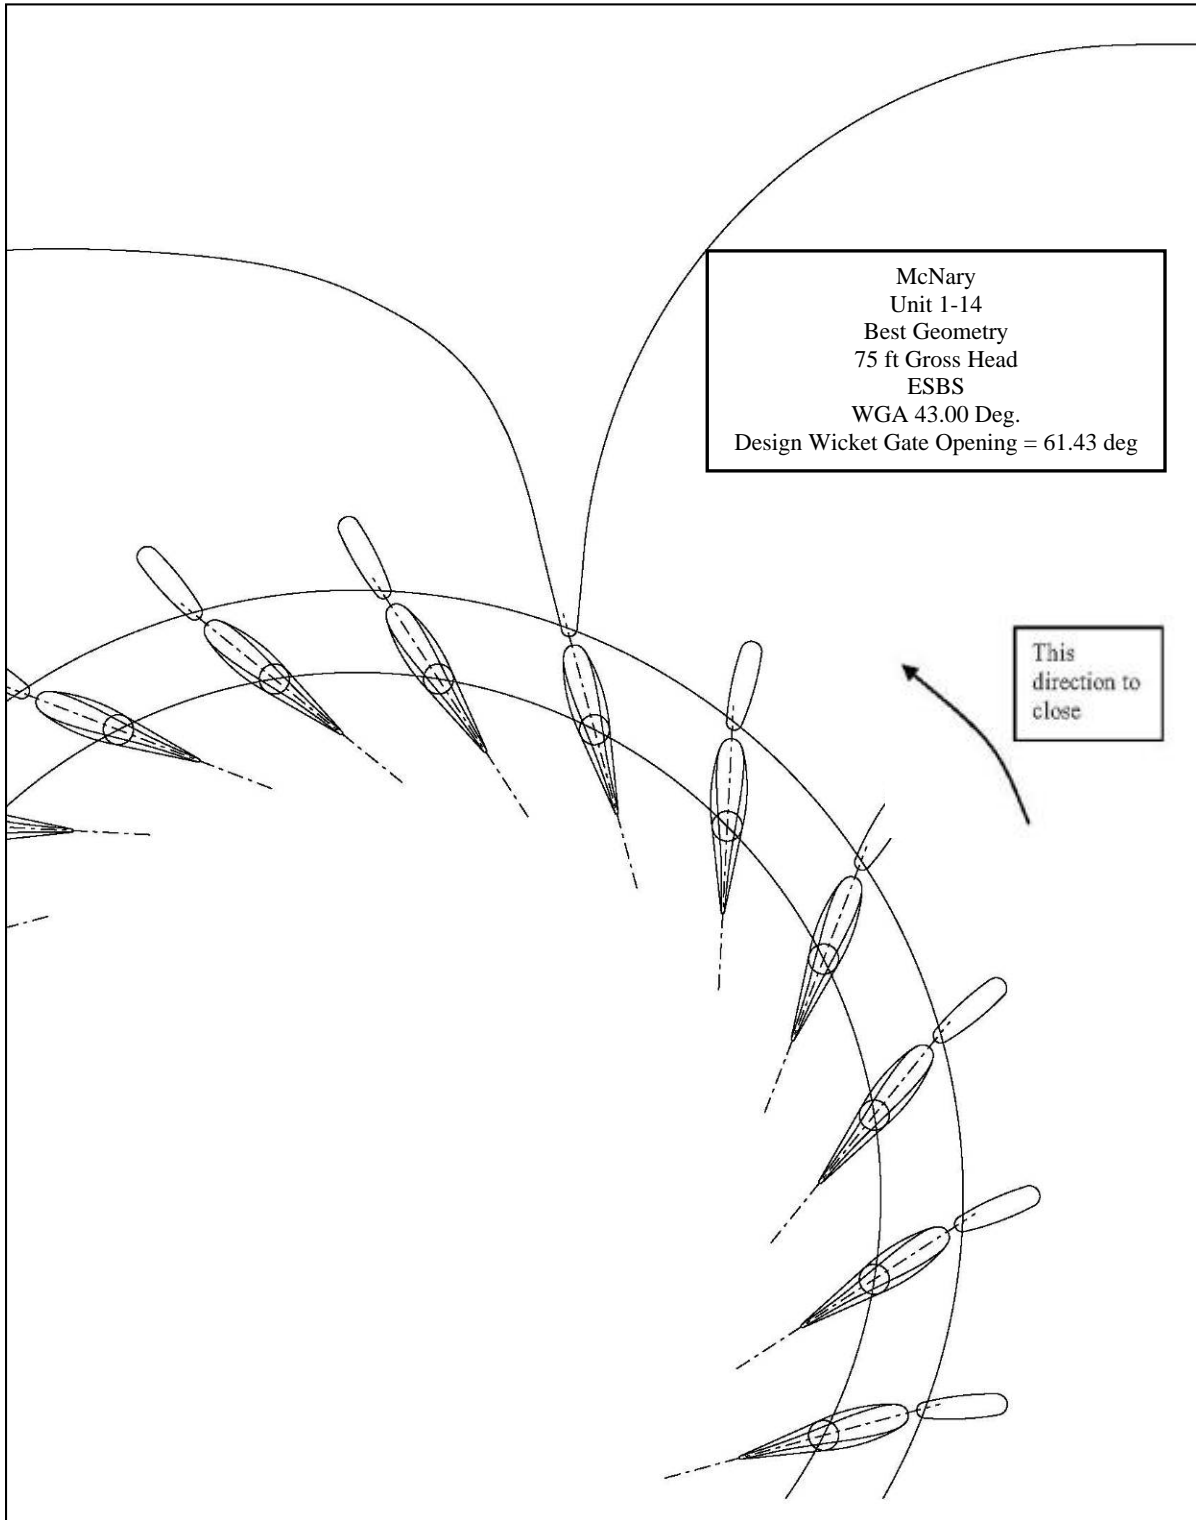 McNary
Unit 1-14
Best Geometry
75 ft Gross Head
ESBS
WGA 43.00 Deg.
Design Wicket Gate Opening = 61.43 deg
This
direction to
close